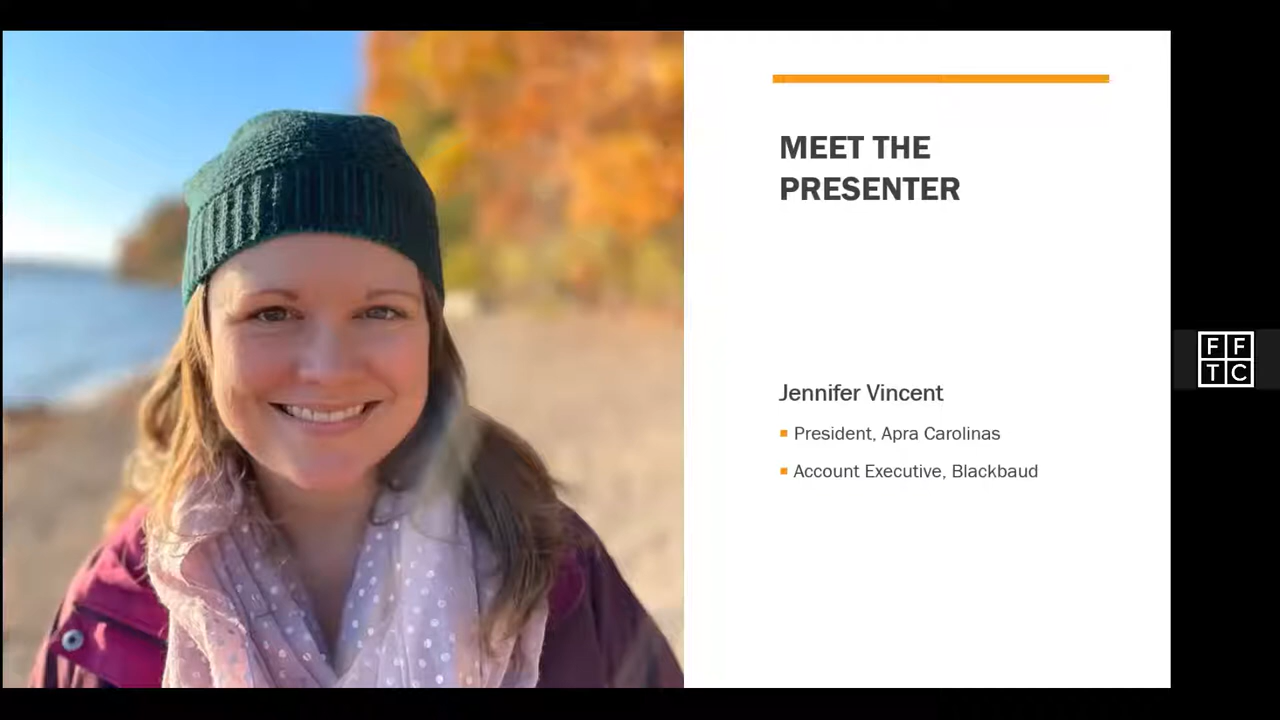 MEET THE
PRESENTER
Jennifer Vincent
President, Apra Carolinas
Account Executive, Blackbaud
F F
T C